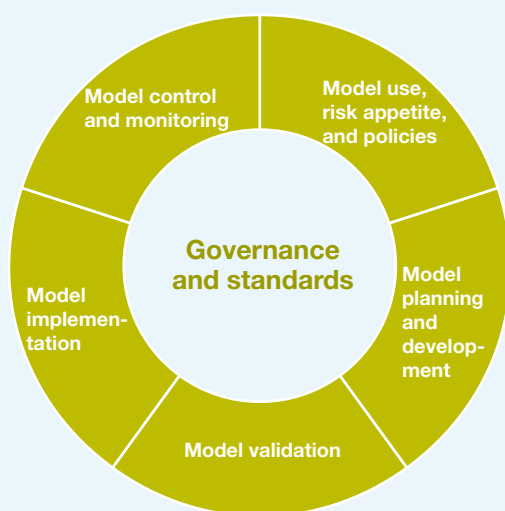 Model control
and monitoring
Model use,
risk appetite,
and policies
Governance
and standards
Model
implemen-
tation
Model
planning
and
develop-
ment
Model validation